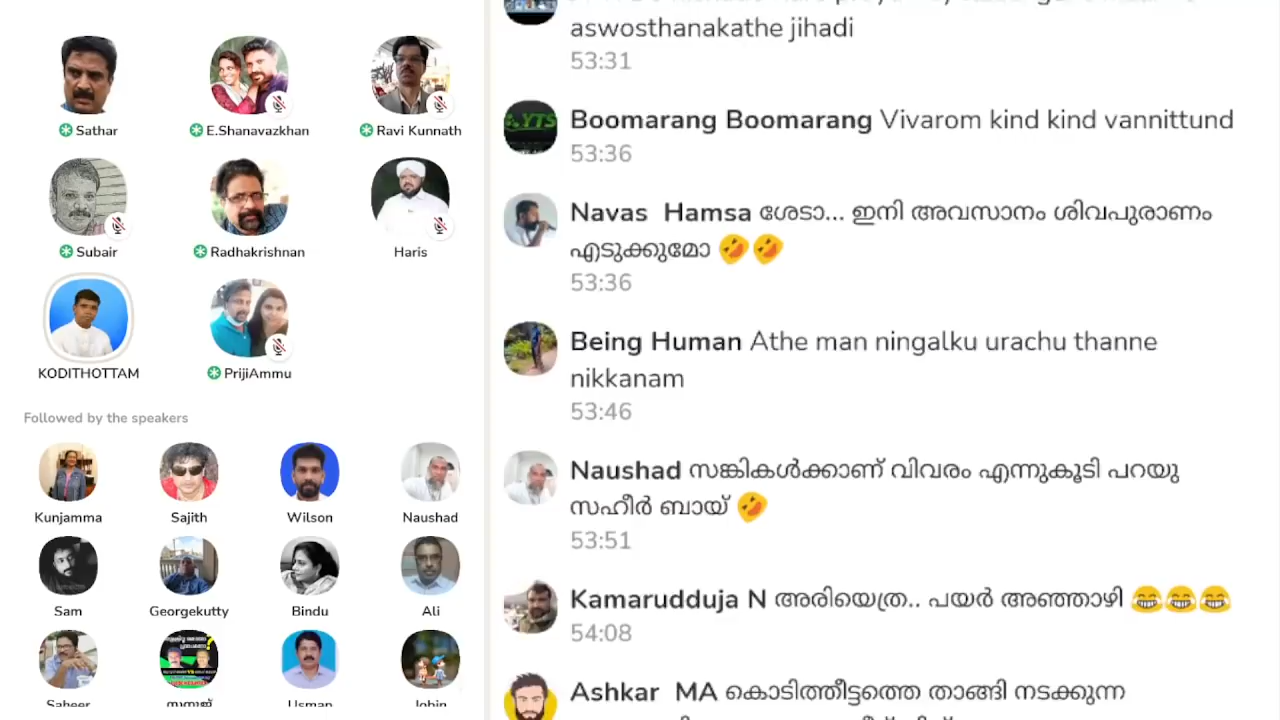 Sathar
E.Shanavazkhan
Ravi Kunnath
Subair
Radhakrishnan
Haris
KODITHOTTAM
PrijiAmmu
Followed by the speakers
Kunjamma
Sajith
Wilson
Naushad
Sam
Georgekutty
Bindu
Ali
Saheer
Usman
Jobin
aswosthanakathe jihadi
53:31
Boomarang Boomarang Vivarom kind kind vannittund
53:36
Navas Hamsa ശേടാ... ഇനി അവസാനം ശിവപുരാണം
എടുക്കുമോ 🤣🤣
53:36
Being Human Athe man ningalku urachu thanne
nikkanam
53:46
Naushad സങ്കികൾക്കാണ് വിവരം എന്നുകൂടി പറയു
സഹീർ ബായ് 🤣
53:51
Kamarudduja N അരിയെത്ര.. പയർ അഞ്ഞാഴി 😂😂😂
54:08
Ashkar MA കൊടിത്തീട്ടത്തെ താങ്ങി നടക്കുന്ന